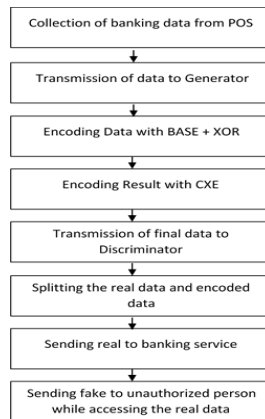 Collection of banking data from POS
Transmission of data to Generator
Encoding Data with BASE + XOR
Encoding Result with CXE
Transmission of final data to
Discriminator
Splitting the real data and encoded
data
Sending real to banking service
Sending fake to unauthorized person
while accessing the real data